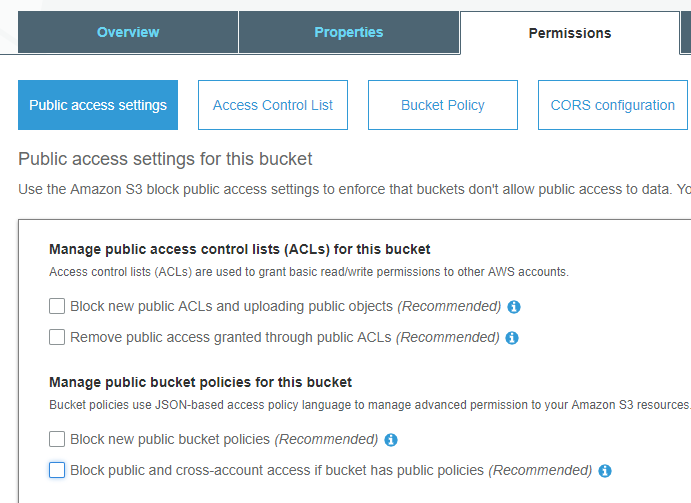 Overview
Properties
Permissions
Public access settings
Access Control List
Bucket Policy
CORS configuration
Public access settings for this bucket
Use the Amazon S3 block public access settings to enforce that buckets don't allow public access to data. Yo
Manage public access control lists (ACLs) for this bucket
Access control lists (ACLs) are used to grant basic read/write permissions to other AWS accounts.
Block new public ACLs and uploading public objects (Recommended)
Remove public access granted through public ACLs (Recommended)
Manage public bucket policies for this bucket
Bucket policies use JSON-based access policy language to manage advanced permission to your Amazon S3 resources.
Block new public bucket policies (Recommended)
Block public and cross-account access if bucket has public policies (Recommended)